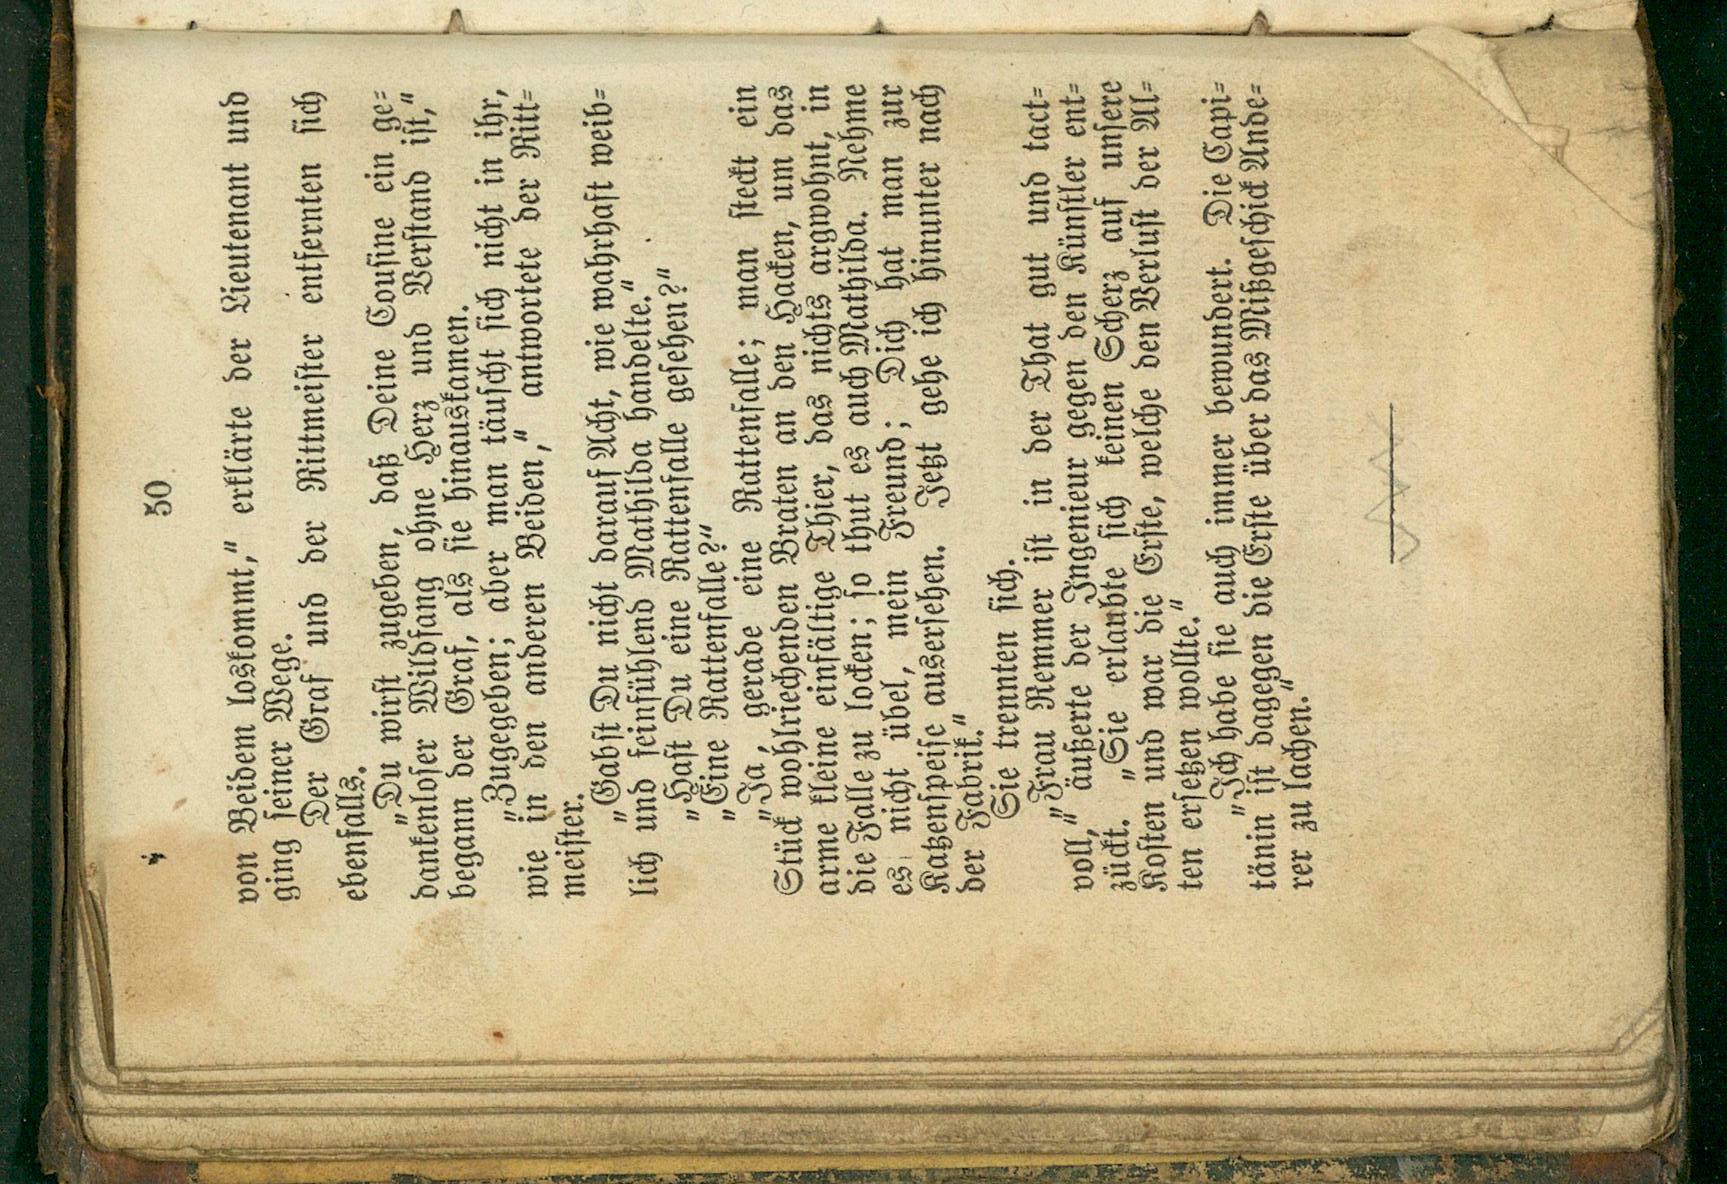 50
von Beidem loskommt,“ erklärte der Lieutenant und
ging seiner Wege.
Der Graf und der Rittmeister entfernten sich
ebenfalls.
„Du wirst zugeben, daß Deine Cousine ein ge=
dankenloser Wildfang ohne Herz und Verstand ist,“
begann der Graf, als sie hinauskamen.
„Zugegeben; aber man täuscht sich nicht in ihr,
wie in den anderen Beiden,“ antwortete der Ritt=
meister.
„Gabst Du nicht darauf Acht, wie wahrhaft weib=
lich und feinfühlend Mathilda handelte.“
„Hast Du eine Rattenfalle gesehen?“
„Eine Rattenfalle?“
„Ja, gerade eine Rattenfalle; man steckt ein
Stück wohlriechenden Braten an den Hacken, um das
arme kleine einfältige Thier, das nichts argwohnt, in
die Falle zu locken; so thut es auch Mathilda. Nehme
es nicht übel, mein Freund; Dich hat man zur
Katzenspeise ausersehen. Jetzt gehe ich hinunter nach
der Fabrik.“
Sie trennten sich.
„Frau Remmer ist in der That gut und tact=
voll,“ äußerte der Ingenieur gegen den Künstler ent=
zückt. „Sie erlaubte sich keinen Scherz auf unsere
Kosten und war die Erste, welche den Verlust der Al=
ten ersetzen wollte.“
„Ich habe sie auch immer bewundert. Die Capi=
tänin ist dagegen die Erste über das Mißgeschick Ande=
rer zu lachen.“